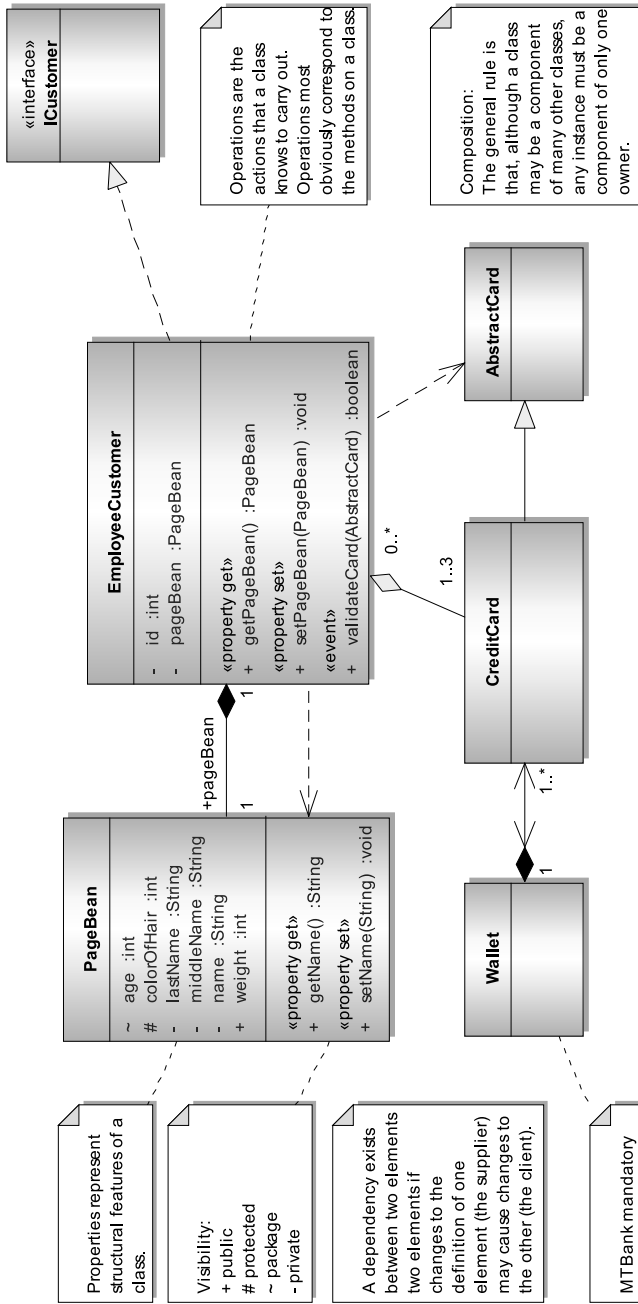 Properties represent
structural features of a
class.
Visibility:
+ public
# protected
~ package
- private
A dependency exists
between two elements
two elements if
changes to the
definition of one
element (the supplier)
may cause changes to
the other (the client).
MTBank mandatory
PageBean
~ age :int
# colorOfHair :int
- lastName :String
- middleName :String
- name :String
+ weight :int
«property get»
+ getName() :String
«property set»
+ setName(String) :void
+pageBean
1
1
EmployeeCustomer
- id :int
- pageBean :PageBean
«property get»
+ getPageBean() :PageBean
«property set»
+ setPageBean(PageBean) :void
«event»
+ validateCard(AbstractCard) :boolean
«interface»
ICustomer
Operations are the
actions that a class
knows to carry out.
Operations most
obviously correspond to
the methods on a class.
Wallet
1
1..*
CreditCard
1..3
0..*
AbstractCard
Composition:
The general rule is
that, although a class
may be a component
of many other classes,
any instance must be a
component of only one
owner.